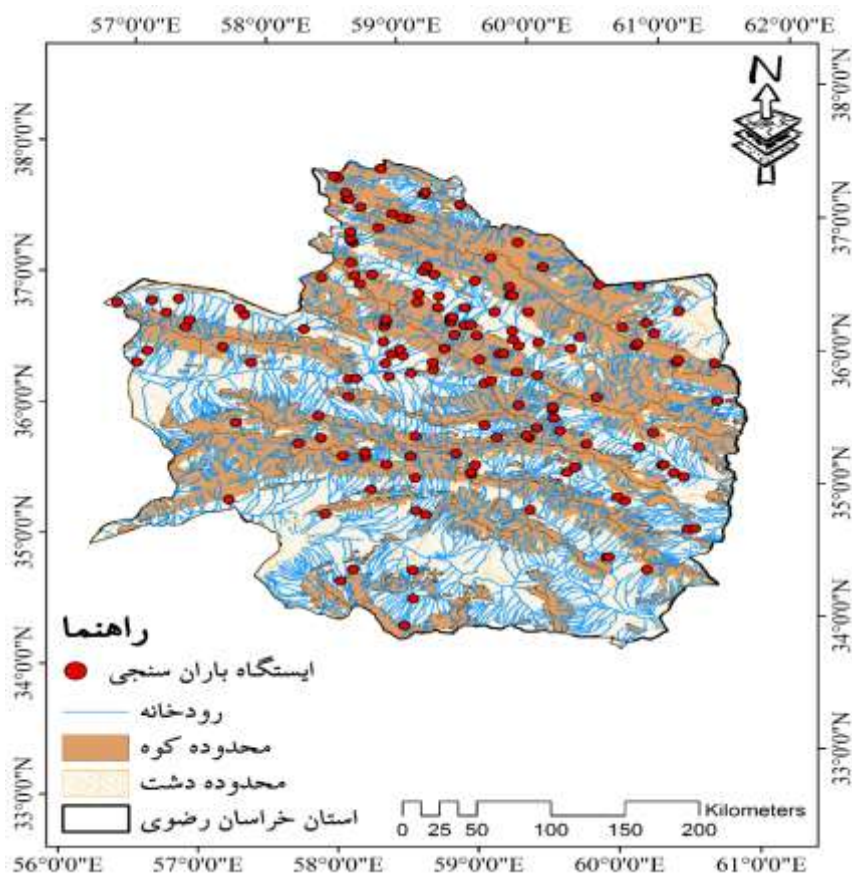 57°0'0"E 58°0'0"E 59°0'0"E 60°0'0"E 61°0'0"E 62°0'0"E
N
38°0'0"N
37°0'0"N
36°0'0"N
35°0'0"N
34°0'0"N
33°0'0"N
38°0'0"N
37°0'0"N
36°0'0"N
35°0'0"N
34°0'0"N
33°0'0"N
راهنما
ایستگاه باران سنجی
رودخانه
محدوده کوه
محدوده دشت
استان خراسان رضوی
Kilometers
0 25 50 100 150 200
56°0'0"E 57°0'0"E 58°0'0"E 59°0'0"E 60°0'0"E 61°0'0"E